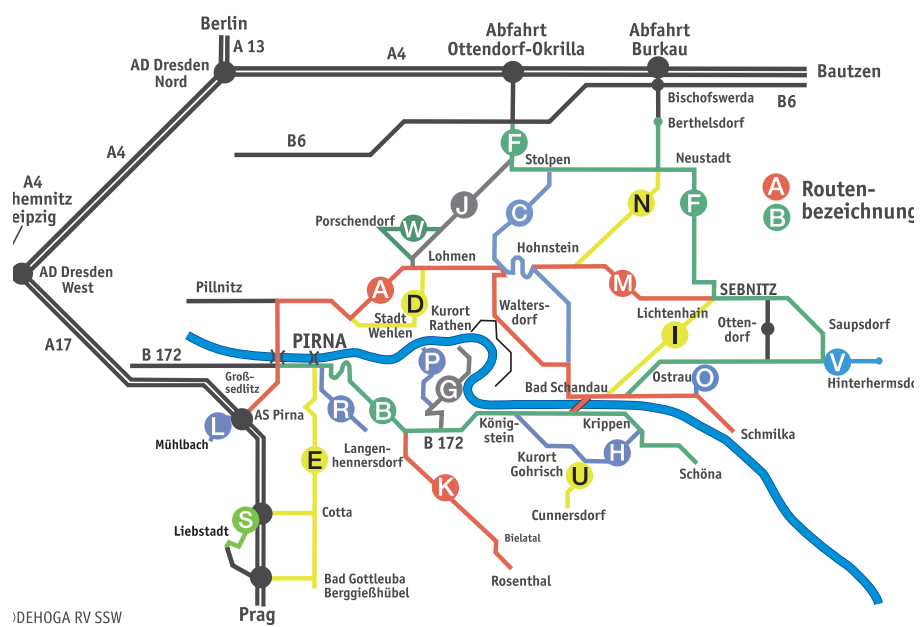 Berlin
A 13
AD Dresden
Nord
A4
Abfahrt
Ottendorf-Okrilla
Abfahrt
Burkau
Bautzen
Bischofswerda
B6
Berthelsdorf
B6
A4
F
Stolpen
Neustadt
A4
hemnitz
eipzig
J
C
N
F
A
B
Routen-
bezeichnung
Porschendorf
W
Lohmen
Hohnstein
AD Dresden
West
Pillnitz
A
D
M
SEBNITZ
Stadt
Wehlen
Kurort
Rathen
Walters-
dorf
Lichtenhain
I
Otten-
dorf
Saupsdorf
A17
B 172
PIRNA
P
G
V
Hinterhermsdo
Groß-
sedlitz
Bad Schandau
Ostrau
O
AS Pirna
L
Mühlbach
R
B
B 172
König-
stein
Krippen
Schmilka
Langen-
hennersdorf
E
Kurort
Gohrisch
H
Schöna
U
K
Cunnersdorf
S
Liebstadt
Cotta
Bielatal
Rosenthal
Bad Gottleuba
Berggießhübel
Prag
DEHOGA RV SSW